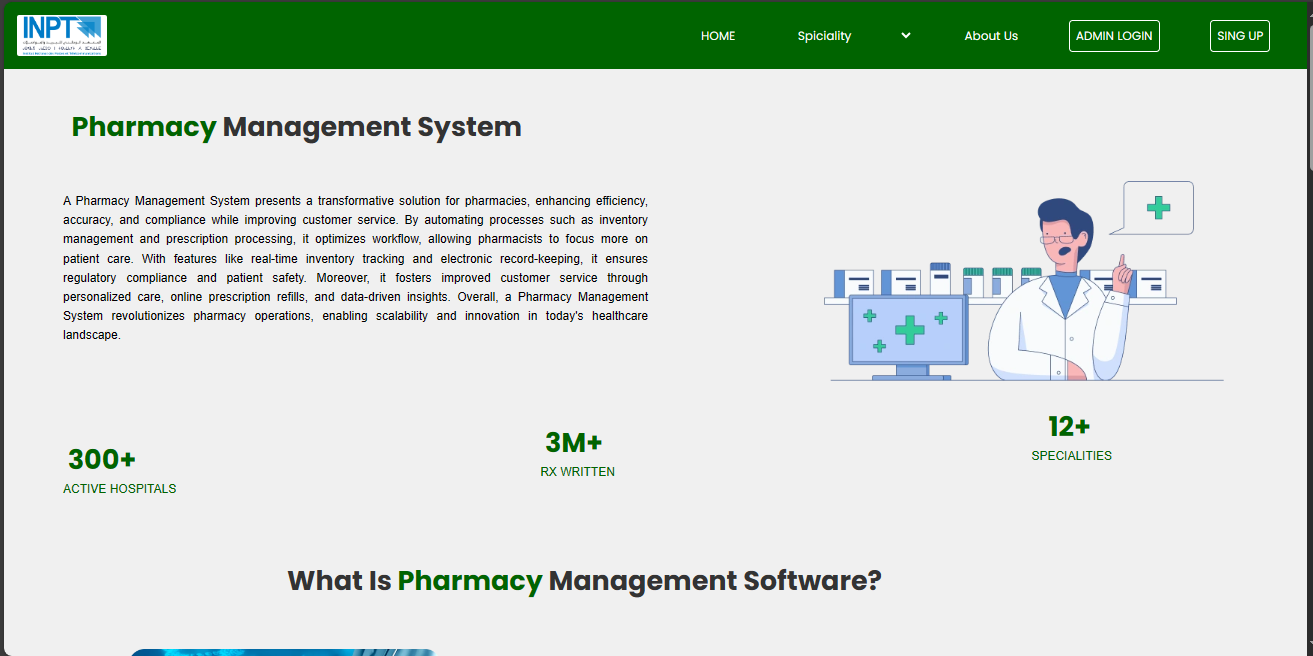 INPT
HOME
Spiciality
About Us
ADMIN LOGIN
SING UP
Pharmacy Management System
A Pharmacy Management System presents a transformative solution for pharmacies, enhancing efficiency,
accuracy, and compliance while improving customer service. By automating processes such as inventory
management and prescription processing, it optimizes workflow, allowing pharmacists to focus more on
patient care. With features like real-time inventory tracking and electronic record-keeping, it ensures
regulatory compliance and patient safety. Moreover, it fosters improved customer service through
personalized care, online prescription refills, and data-driven insights. Overall, a Pharmacy Management
System revolutionizes pharmacy operations, enabling scalability and innovation in today's healthcare
landscape.
300+
ACTIVE HOSPITALS
3M+
RX WRITTEN
12+
SPECIALITIES
What Is Pharmacy Management Software?